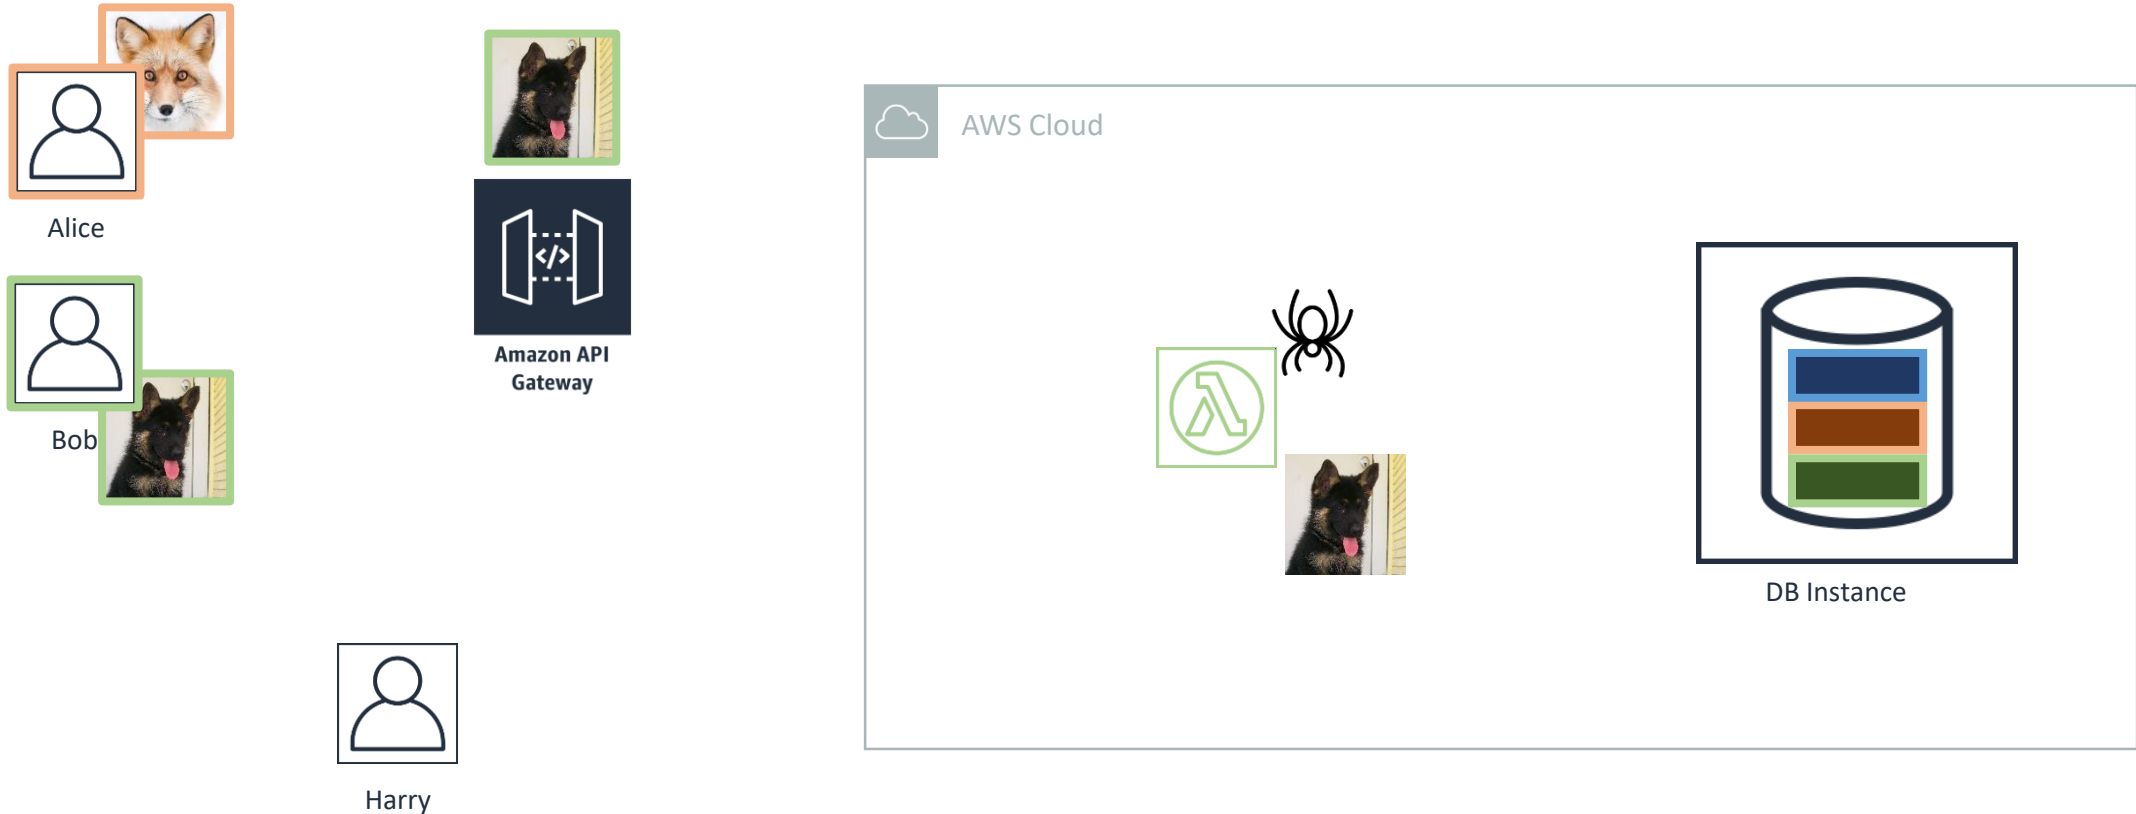 Alice
Bob
Amazon API
Gateway
</>
AWS Cloud
λ
DB Instance
Harry